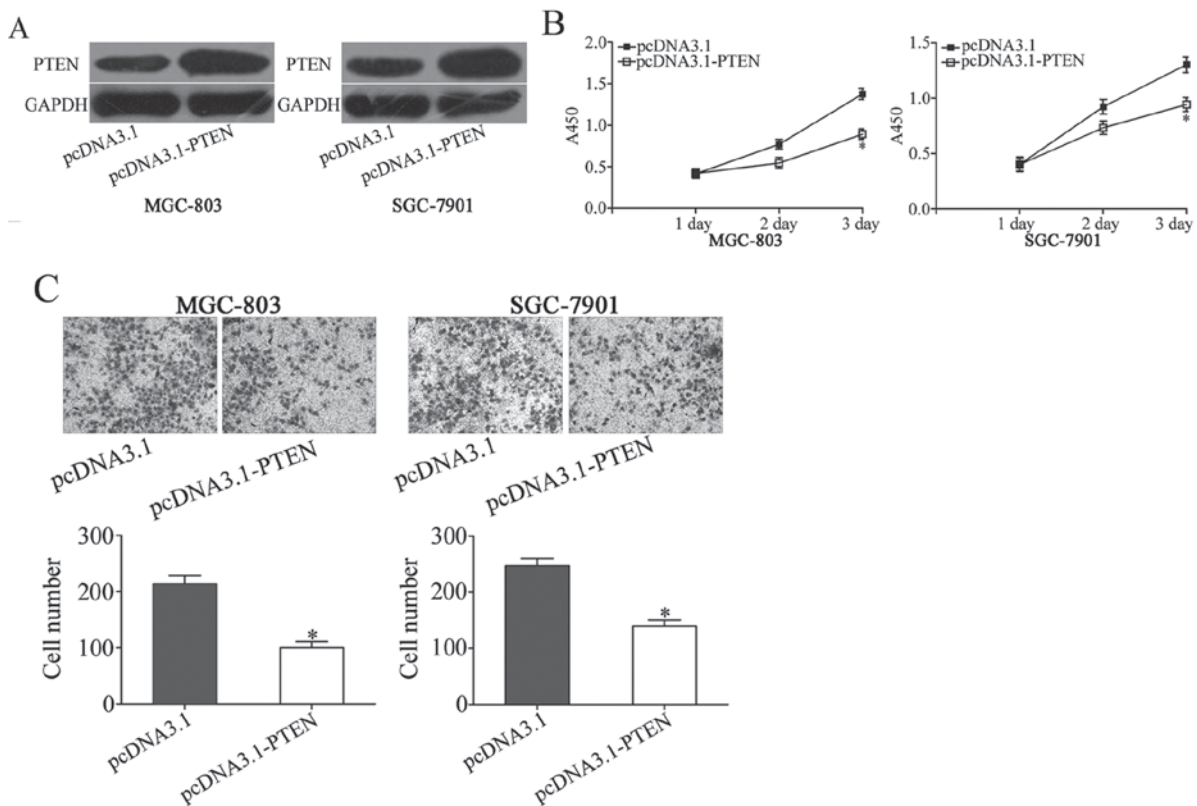 A
PTEN
GAPDH
pcDNA3.1
pcDNA3.1-PTEN
MGC-803
PTEN
GAPDH
pcDNA3.1
pcDNA3.1-PTEN
SGC-7901
B
2.0
1.5
1.0
0.5
0.0
A450
pcDNA3.1
pcDNA3.1-PTEN
*
1 day
2 day
3 day
MGC-803
1.5
1.0
0.5
0.0
A450
pcDNA3.1
pcDNA3.1-PTEN
*
1 day
2 day
3 day
SGC-7901
C
MGC-803
pcDNA3.1
pcDNA3.1-PTEN
SGC-7901
pcDNA3.1
pcDNA3.1-PTEN
Cell number
300
200
100
0
*
pcDNA3.1
pcDNA3.1-PTEN
Cell number
300
200
100
0
*
pcDNA3.1
pcDNA3.1-PTEN